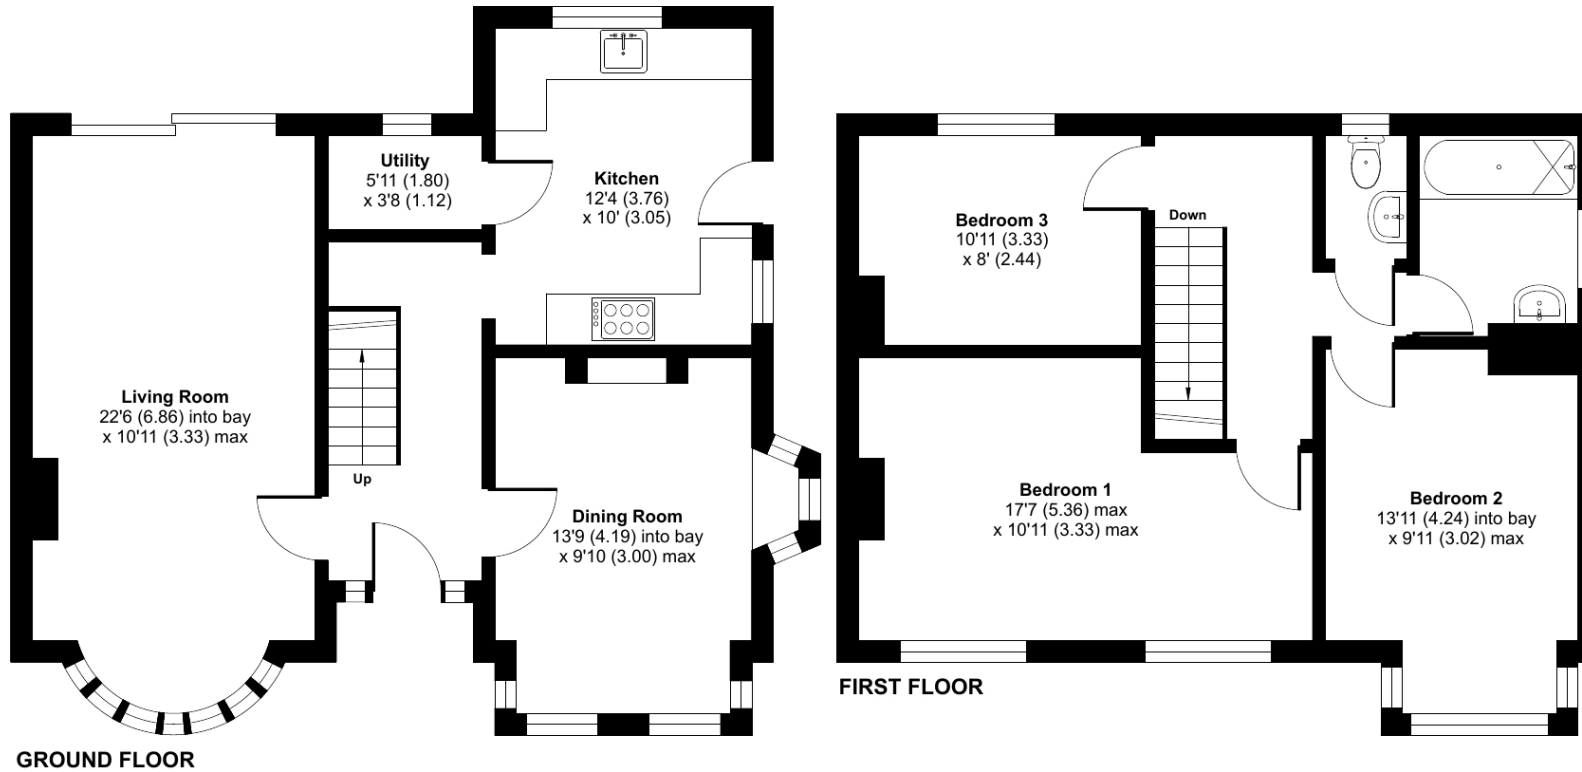 Utility
5'11 (1.80)
x 3'8 (1.12)
Kitchen
12'4 (3.76)
x 10' (3.05)
Living Room
22'6 (6.86) into bay
x 10'11 (3.33) max
Up
Dining Room
13'9 (4.19) into bay
x 9'10 (3.00) max
GROUND FLOOR
Bedroom 3
10'11 (3.33)
x 8' (2.44)
Down
Bedroom 1
17'7 (5.36) max
x 10'11 (3.33) max
Bedroom 2
13'11 (4.24) into bay
x 9'11 (3.02) max
FIRST FLOOR